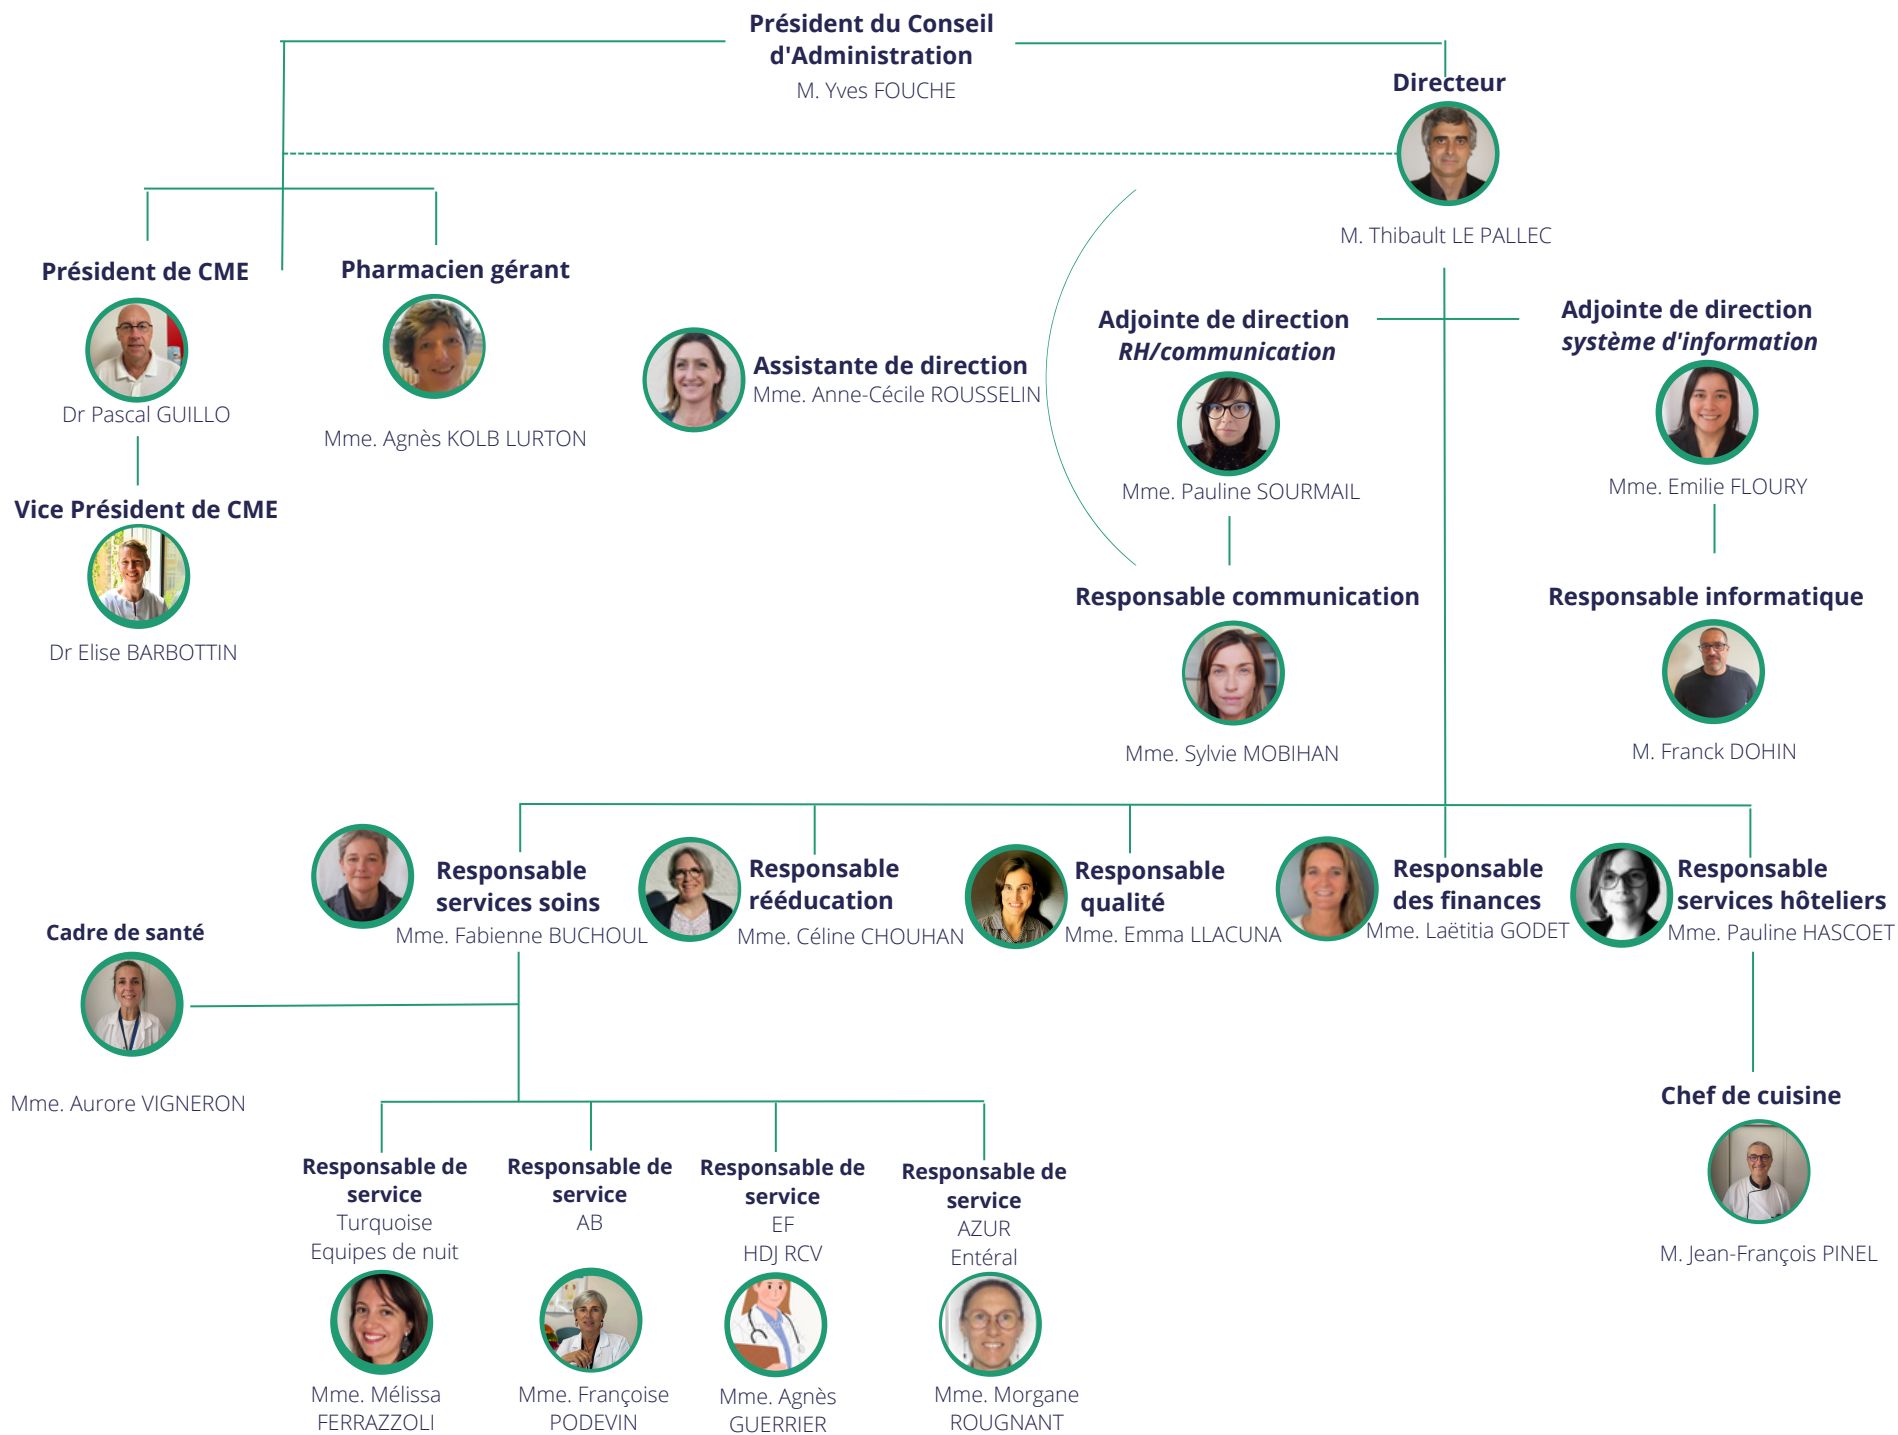 Président du Conseil
d'Administration
M. Yves FOUCHE
Directeur
M. Thibault LE PALLEC
Président de CME
Dr Pascal GUILLO
Pharmacien gérant
Mme. Agnès KOLB LURTON
Vice Président de CME
Dr Elise BARBOTTIN
Assistante de direction
Mme. Anne-Cécile ROUSSELIN
Adjointe de direction
RH/communication
Mme. Pauline SOURMAIL
Adjointe de direction
système d'information
Mme. Emilie FLOURY
Responsable communication
Mme. Sylvie MOBIHAN
Responsable informatique
M. Franck DOHIN
Responsable
services soins
Mme. Fabienne BUCHOUL
Responsable
rééducation
Mme. Céline CHOUHAN
Responsable
qualité
Mme. Emma LLACUNA
Responsable
des finances
Mme. Laëtitia GODET
Responsable
services hôteliers
Mme. Pauline HASCOET
Cadre de santé
Mme. Aurore VIGNERON
Chef de cuisine
M. Jean-François PINEL
Responsable de
service
Turquoise
Equipes de nuit
Mme. Mélissa
FERRAZZOLI
Responsable de
service
AB
Mme. Françoise
PODEVIN
Responsable de
service
EF
HDJ RCV
Mme. Agnès
GUERRIER
Responsable de
service
AZUR
Entéral
Mme. Morgane
ROUGNANT